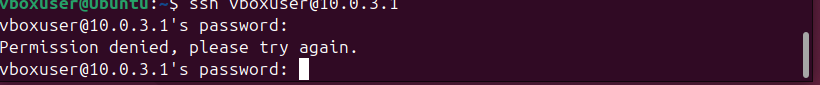 vboxuser@Ubuntu:~$ ssh vboxuser@10.0.3.1
vboxuser@10.0.3.1's password:
Permission denied, please try again.
vboxuser@10.0.3.1's password: